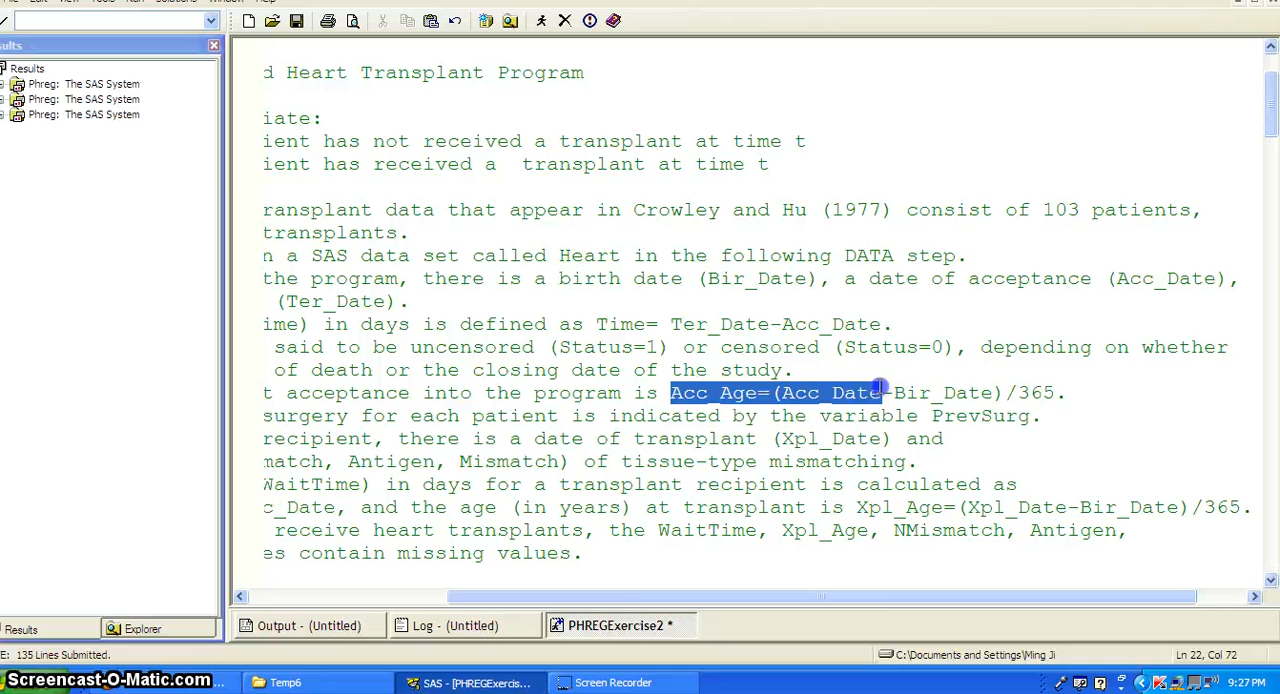 ults
Results
Phreg: The SAS System
Phreg: The SAS System
Phreg: The SAS System
d Heart Transplant Program
iate:
ient has not received a transplant at time t
ient has received a  transplant at time t
ransplant data that appear in Crowley and Hu (1977) consist of 103 patients,
transplants.
n a SAS data set called Heart in the following DATA step.
the program, there is a birth date (Bir_Date), a date of acceptance (Acc_Date),
(Ter_Date).
ime) in days is defined as Time= Ter_Date-Acc_Date.
said to be uncensored (Status=1) or censored (Status=0), depending on whether
of death or the closing date of the study.
t acceptance into the program is Acc_Age=(Acc_Date-Bir_Date)/365.
surgery for each patient is indicated by the variable PrevSurg.
recipient, there is a date of transplant (Xpl_Date) and
match, Antigen, Mismatch) of tissue-type mismatching.
WaitTime) in days for a transplant recipient is calculated as
c_Date, and the age (in years) at transplant is Xpl_Age=(Xpl_Date-Bir_Date)/365.
receive heart transplants, the WaitTime, Xpl_Age, NMismatch, Antigen,
es contain missing values.
Results
Explorer
Output - (Untitled)
Log - (Untitled)
PHREGExercise2 *
E: 135 Lines Submitted.
C:\Documents and Settings\Ming Ji
Ln 22, Col 72
Screencast-O-Matic.com
Temp6
SAS - [PHREGExercis...
Screen Recorder
9:27 PM